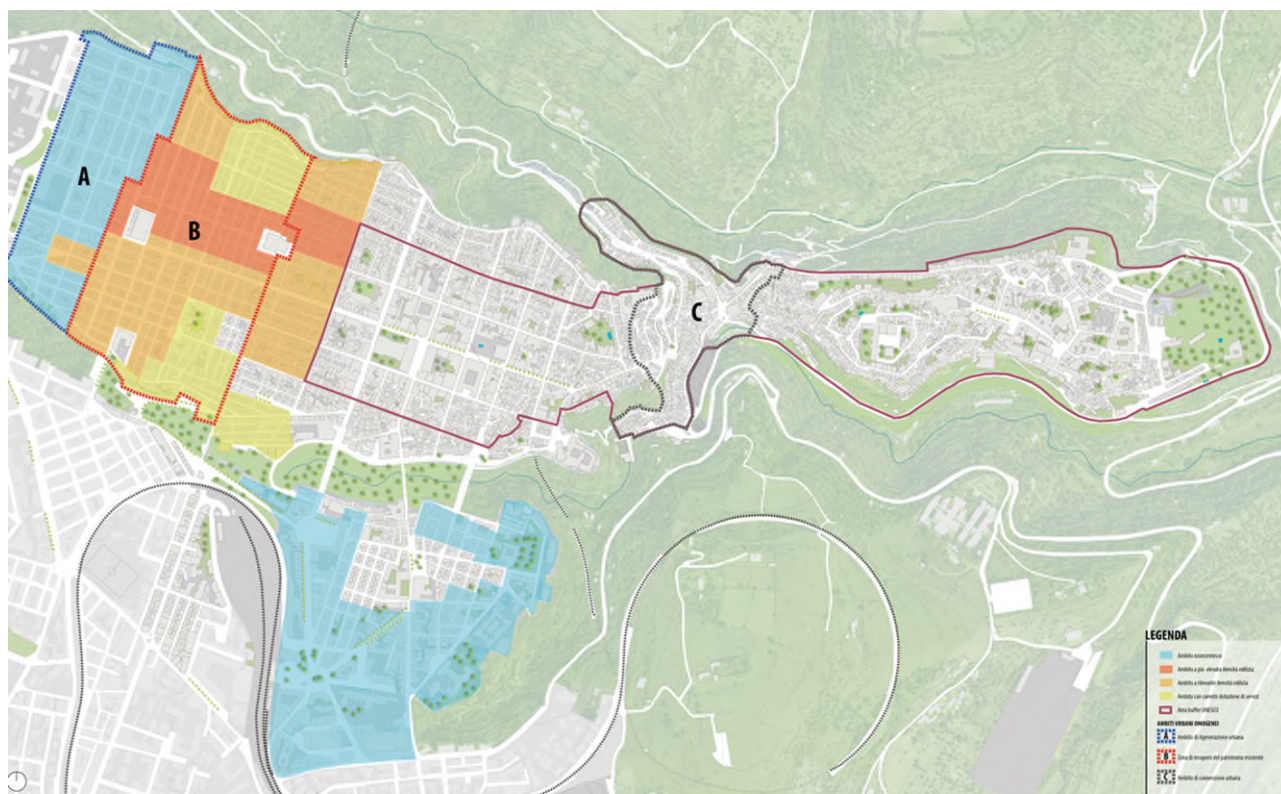 A
B
C
LEGENDA
Ambito novecentesco
Ambito a più elevata densità edilizia
Ambito a rilevante densità edilizia
Ambito con carente dotazione di servizi
Area buffer UNESCO
AMBITI URBANI OMOGENEI
A Ambito di rigenerazione urbana
B Zona di recupero del patrimonio esistente
C Ambito di connessione urbana